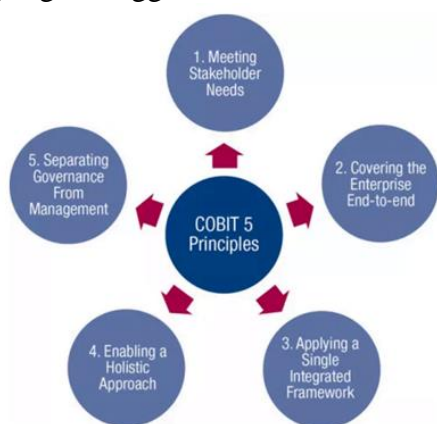 1. Meeting
Stakeholder
Needs
5. Separating
Governance
From
Management
2. Covering the
Enterprise
End-to-end
COBIT 5
Principles
4. Enabling a
Holistic
Approach
3. Applying a
Single
Integrated
Framework